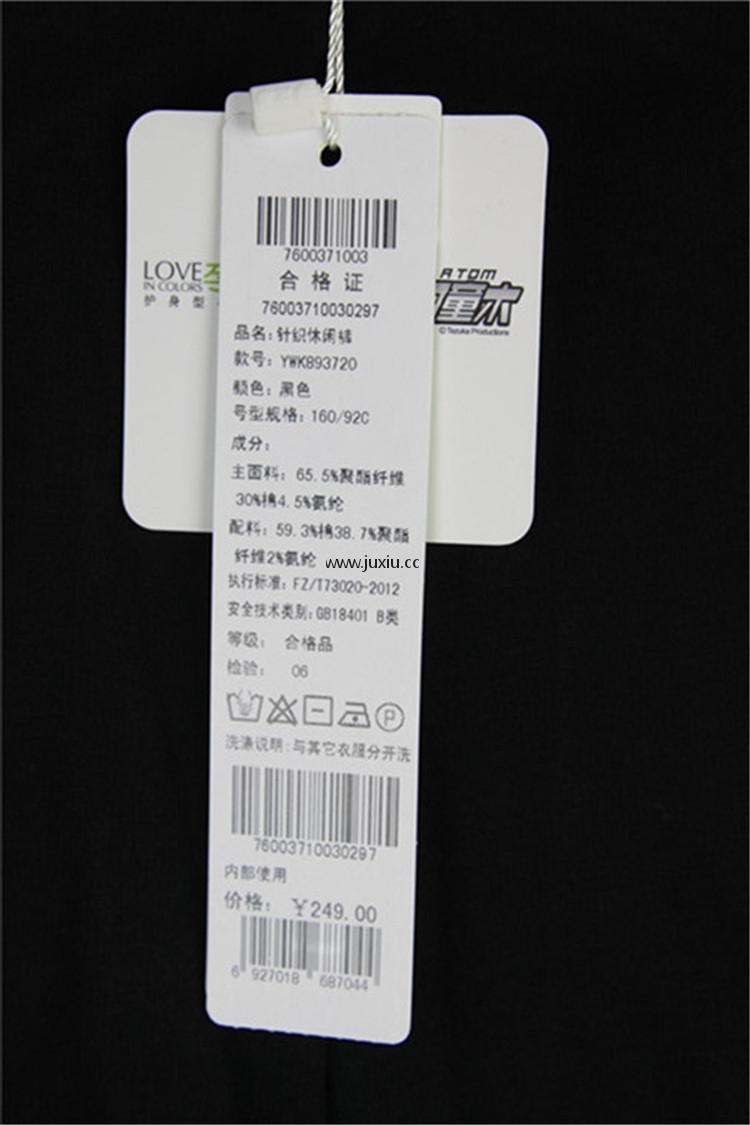 7600371003
合格证
76003710030297
品名: 针织休闲裤
款号: YWK893720
颜色: 黑色
号型规格: 160/92C
成分:
主面料: 65.5%聚酯纤维
30%棉4.5%氨纶
配料: 59.3%棉38.7%聚酯
纤维2%氨纶
www.juxiu.cc
执行标准: FZ/T73020-2012
安全技术类别: GB18401 B类
等级: 合格品
检验: 06
P
洗涤说明:与其它衣服分开洗
76003710030297
内部使用
价格: ¥249.00
6 927018 687044
LOVE
IN COLORS
护身型
ATOM
童木
© Tezuka Productions